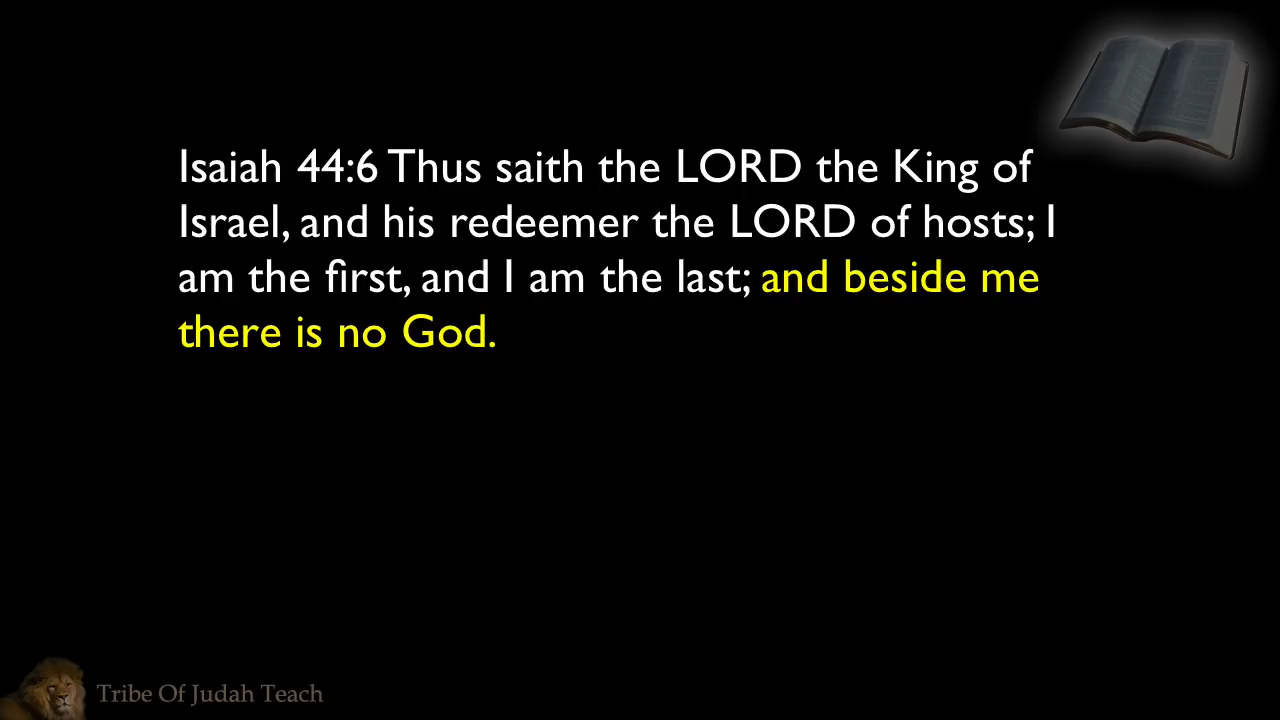 Isaiah 44:6 Thus saith the LORD the King of
Israel, and his redeemer the LORD of hosts; I
am the first, and I am the last; and beside me
there is no God.
Tribe Of Judah Teach